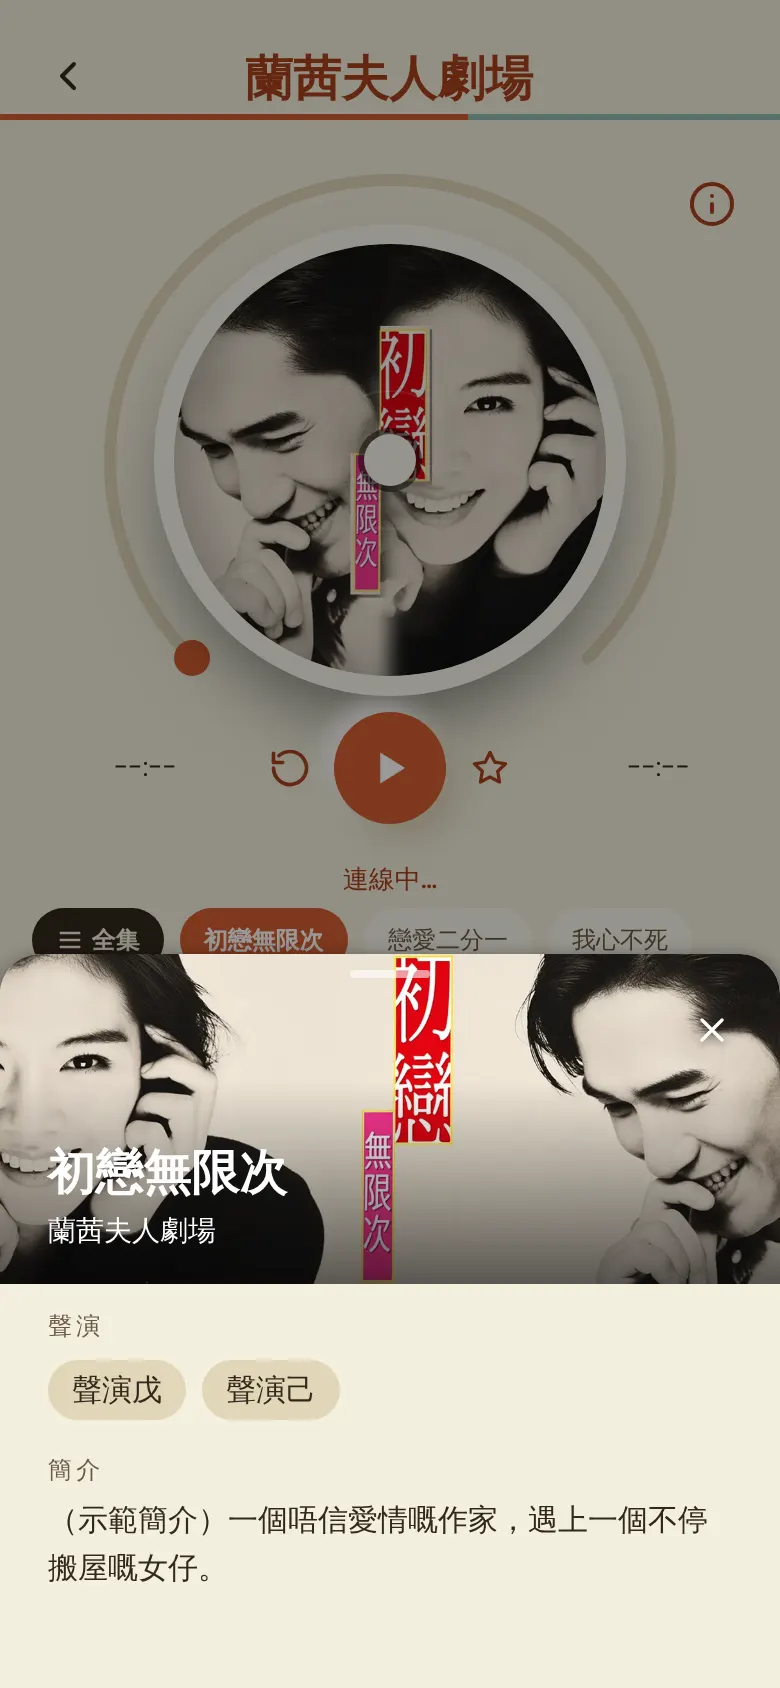 蘭茜夫人劇場
初戀
無限次
--:--
--:--
連線中...
全集
初戀無限次
戀愛二分一
我心不死
初戀
無限次
初戀無限次
蘭茜夫人劇場
聲演
聲演戊
聲演己
簡介
（示範簡介）一個唔信愛情嘅作家，遇上一個不停
搬屋嘅女仔。